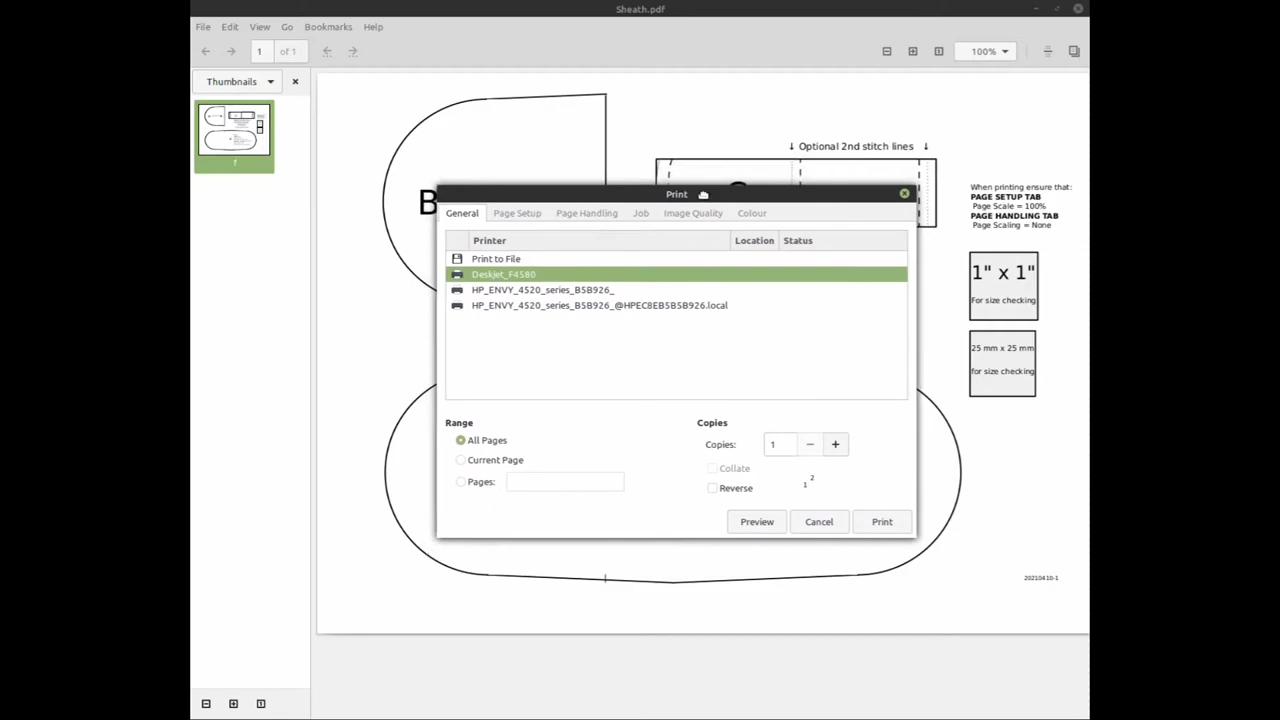 Sheath.pdf
File Edit View Go Bookmarks Help
1 of 1 100%
Thumbnails
↓ Optional 2nd stitch lines ↓
B
When printing ensure that:
PAGE SETUP TAB
Page Scale = 100%
PAGE HANDLING TAB
Page Scaling = None
1" x 1"
For size checking
25 mm x 25 mm
for size checking
Print
General Page Setup Page Handling Job Image Quality Colour
Printer Location Status
Print to File
Deskjet_F4580
HP_ENVY_4520_series_B5B926_
HP_ENVY_4520_series_B5B926_@HPEC8EB5B5B926.local
Range
All Pages
Current Page
Pages:
Copies
Copies: 1 − +
Collate
Reverse
1 2
Preview Cancel Print
20210410-1